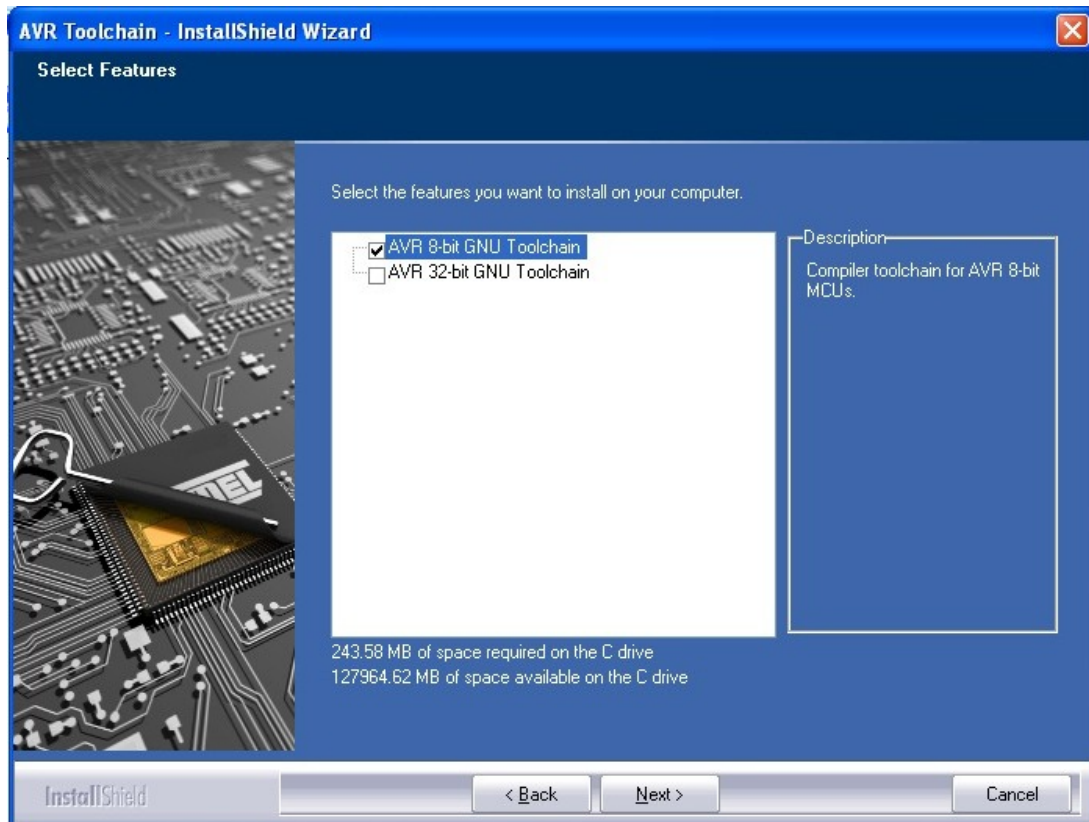 AVR Toolchain - InstallShield Wizard
Select Features
Select the features you want to install on your computer.
AVR 8-bit GNU Toolchain
AVR 32-bit GNU Toolchain
Description
Compiler toolchain for AVR 8-bit
MCUs.
243.58 MB of space required on the C drive
127964.62 MB of space available on the C drive
InstallShield
< Back
Next >
Cancel